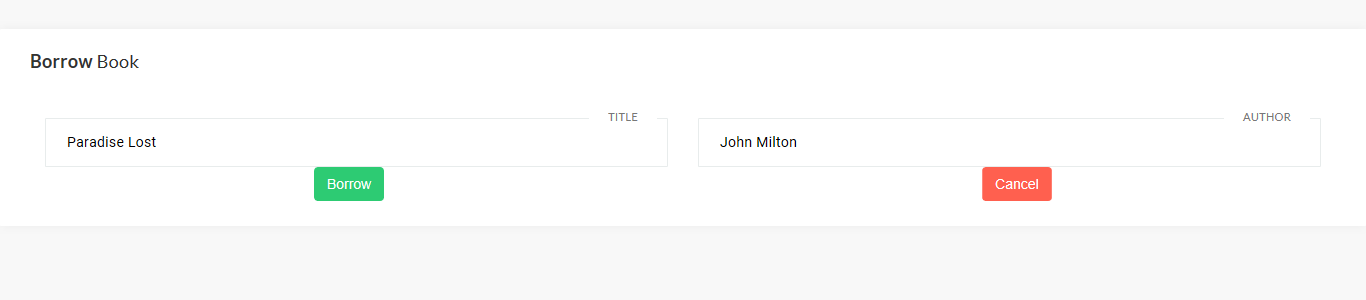 Borrow Book
TITLE
AUTHOR
Paradise Lost
John Milton
Borrow
Cancel